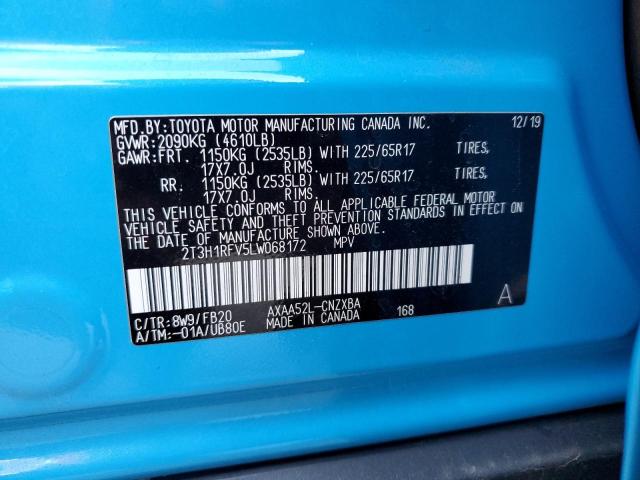 MFD.BY:TOYOTA MOTOR MANUFACTURING CANADA INC. 12/19
GVWR:2090KG (4610LB)
GAWR:FRT. 1150KG (2535LB) WITH 225/65R17 TIRES,
17X7.0J RIMS.
RR. 1150KG (2535LB) WITH 225/65R17 TIRES,
17X7.0J RIMS.
THIS VEHICLE CONFORMS TO ALL APPLICABLE FEDERAL MOTOR
VEHICLE SAFETY AND THEFT PREVENTION STANDARDS IN EFFECT ON
THE DATE OF MANUFACTURE SHOWN ABOVE.
2T3H1RFV5LW068172 MPV
C/TR:8W9/FB20 AXAA52L-CNZXBA 168 A
A/TM:-01A/UB80E MADE IN CANADA